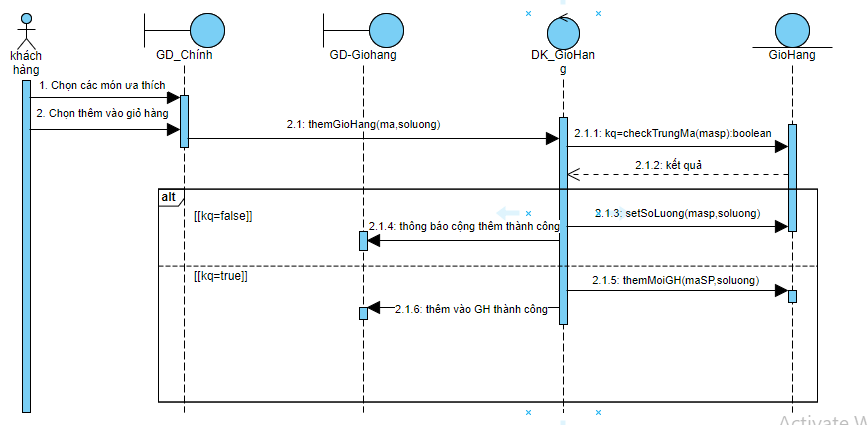 khách
hàng
GD_Chính
GD-Giohang
DK_GioHan
g
GioHang
1. Chọn các món ưa thích
2. Chọn thêm vào giỏ hàng
2.1: themGioHang(ma,soluong)
2.1.1: kq=checkTrungMa(masp):boolean
2.1.2: kết quả
alt
[[kq=false]]
2.1.3: setSoLuong(masp,soluong)
2.1.4: thông báo cộng thêm thành công
[[kq=true]]
2.1.5: themMoiGH(maSP,soluong)
2.1.6: thêm vào GH thành công
Activate W